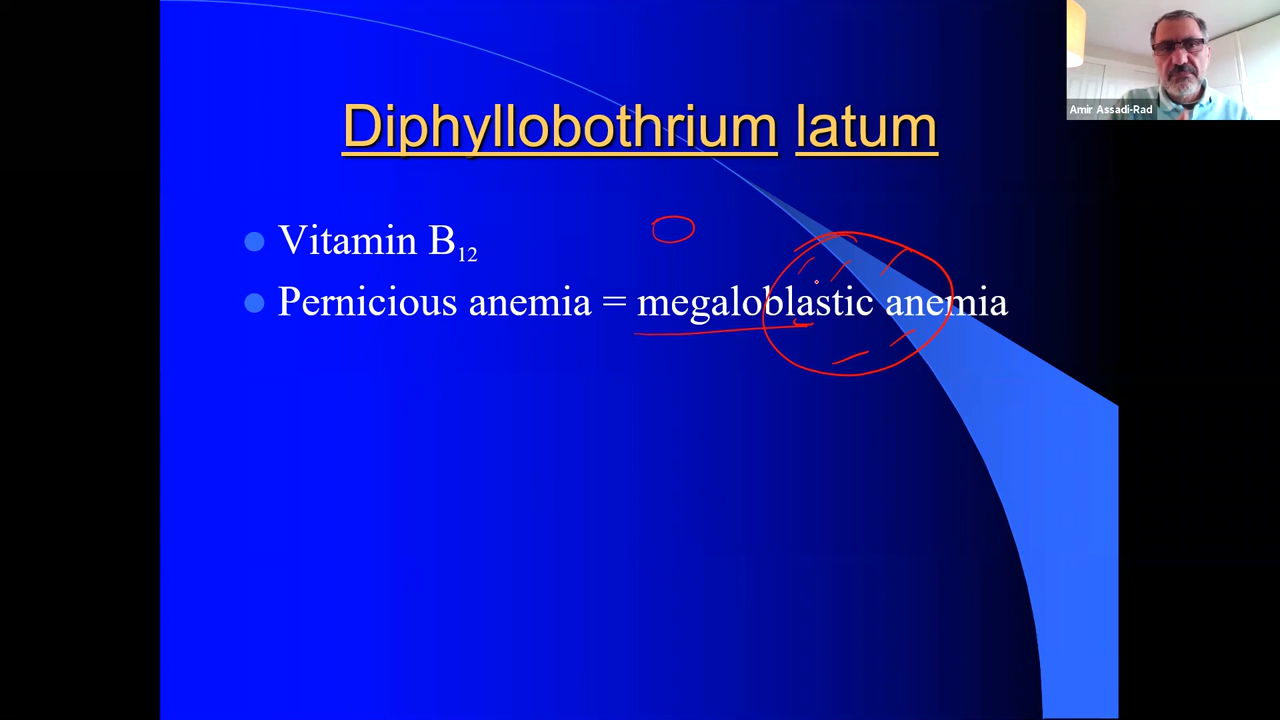 Diphyllobothrium latum
Vitamin B12
Pernicious anemia = megaloblastic anemia
Amir Assadi-Rad